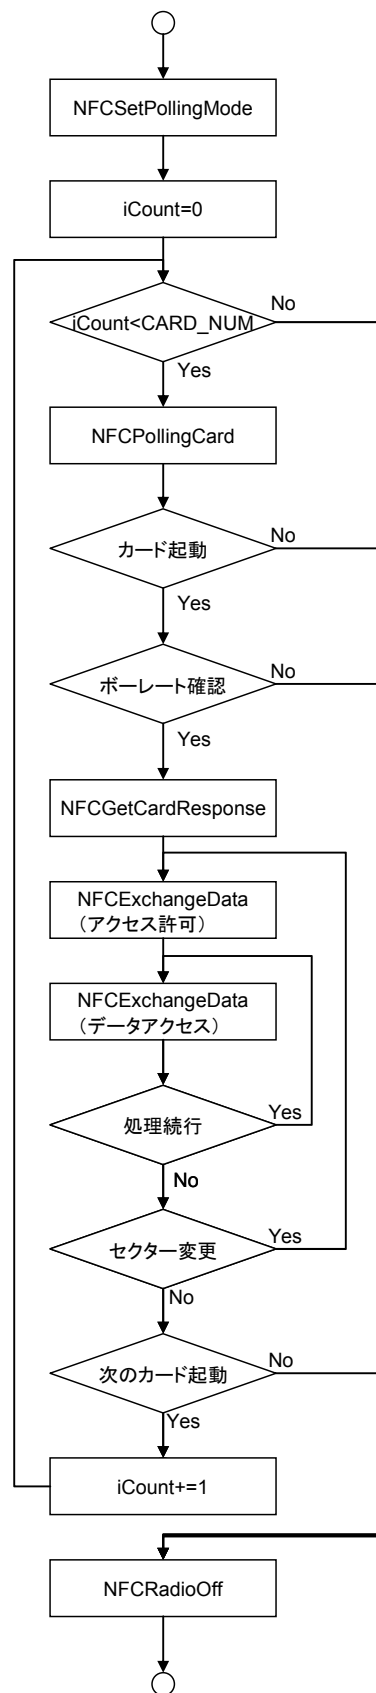 NFCSetPollingMode
iCount=0
iCount<CARD_NUM
No
Yes
NFCPollingCard
カード起動
No
Yes
ボーレート確認
No
Yes
NFCGetCardResponse
NFCExchangeData
（アクセス許可）
NFCExchangeData
（データアクセス）
処理続行
Yes
No
セクター変更
Yes
No
次のカード起動
No
Yes
iCount+=1
NFCRadioOff